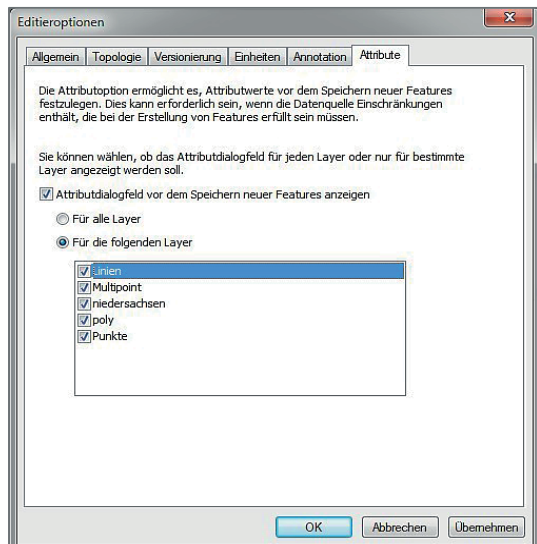 Editieroptionen
Allgemein Topologie Versionierung Einheiten Annotation Attribute
Die Attributoption ermöglicht es, Attributwerte vor dem Speichern neuer Features
festzulegen. Dies kann erforderlich sein, wenn die Datenquelle Einschränkungen
enthält, die bei der Erstellung von Features erfüllt sein müssen.
Sie können wählen, ob das Attributdialogfeld für jeden Layer oder nur für bestimmte
Layer angezeigt werden soll.
Attributdialogfeld vor dem Speichern neuer Features anzeigen
Für alle Layer
Für die folgenden Layer
Linien
Multipoint
niedersachsen
poly
Punkte
OK Abbrechen Übernehmen